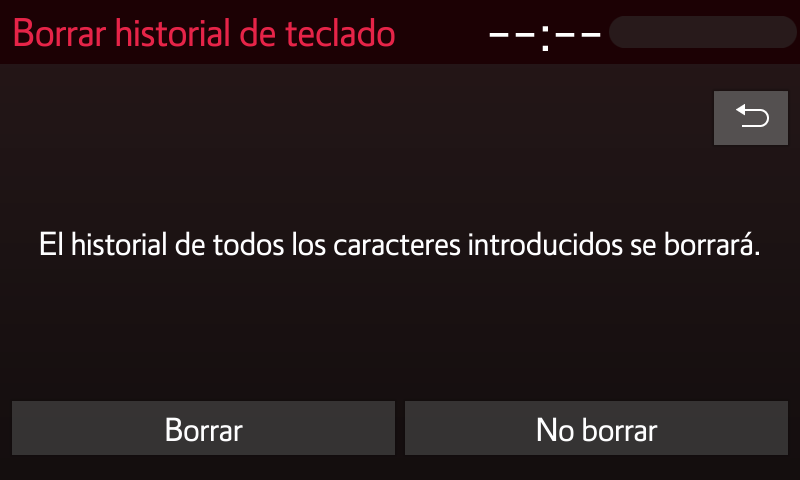 Borrar historial de teclado
--:--
El historial de todos los caracteres introducidos se borrará.
Borrar
No borrar